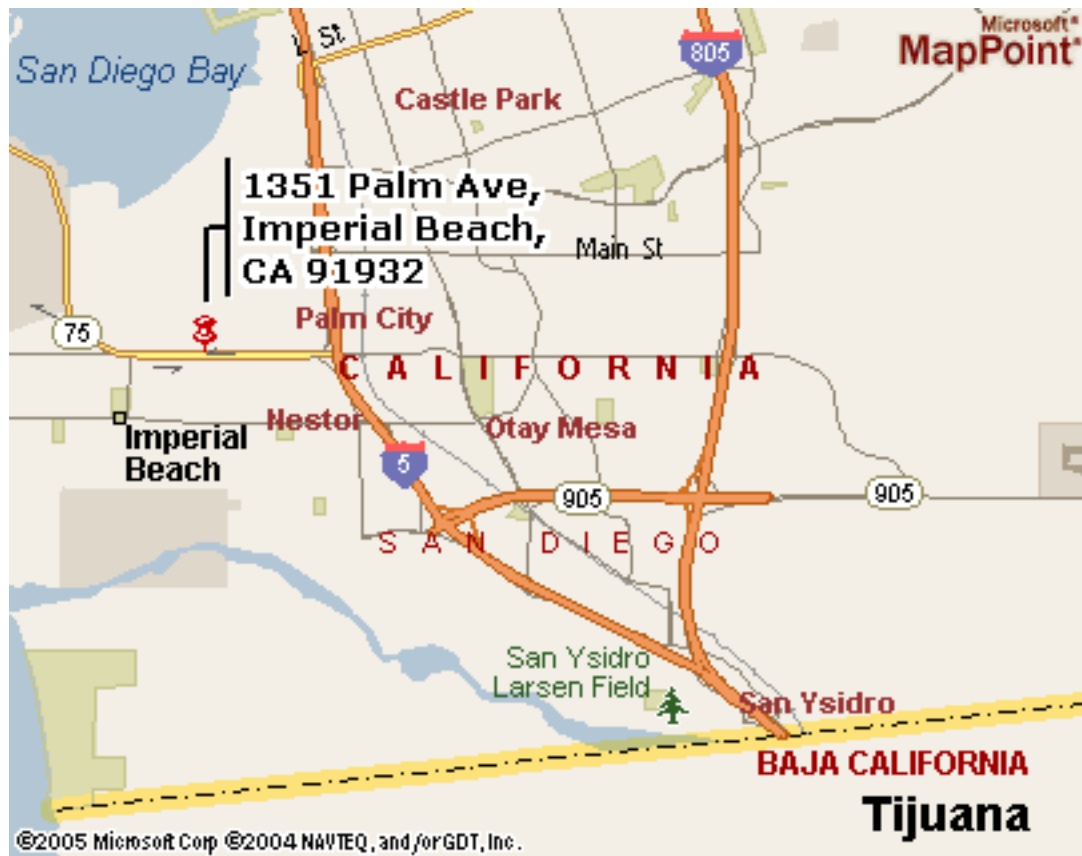 Microsoft®
MapPoint®
L St
805
San Diego Bay
Castle Park
1351 Palm Ave,
Imperial Beach,
CA 91932
Main St
Palm City
75
CALIFORNIA
Nestor
Otay Mesa
Imperial
Beach
5
905
905
SAN DIEGO
San Ysidro
Larsen Field
San Ysidro
BAJA CALIFORNIA
Tijuana
©2005 Microsoft Corp ©2004 NAVTEQ, and/or GDT, Inc.